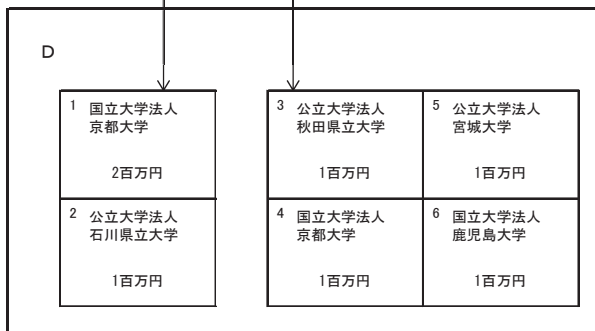 D
1 国立大学法人
京都大学
2百万円
2 公立大学法人
石川県立大学
1百万円
3 公立大学法人
秋田県立大学
1百万円
4 国立大学法人
京都大学
1百万円
5 公立大学法人
宮城大学
1百万円
6 国立大学法人
鹿児島大学
1百万円